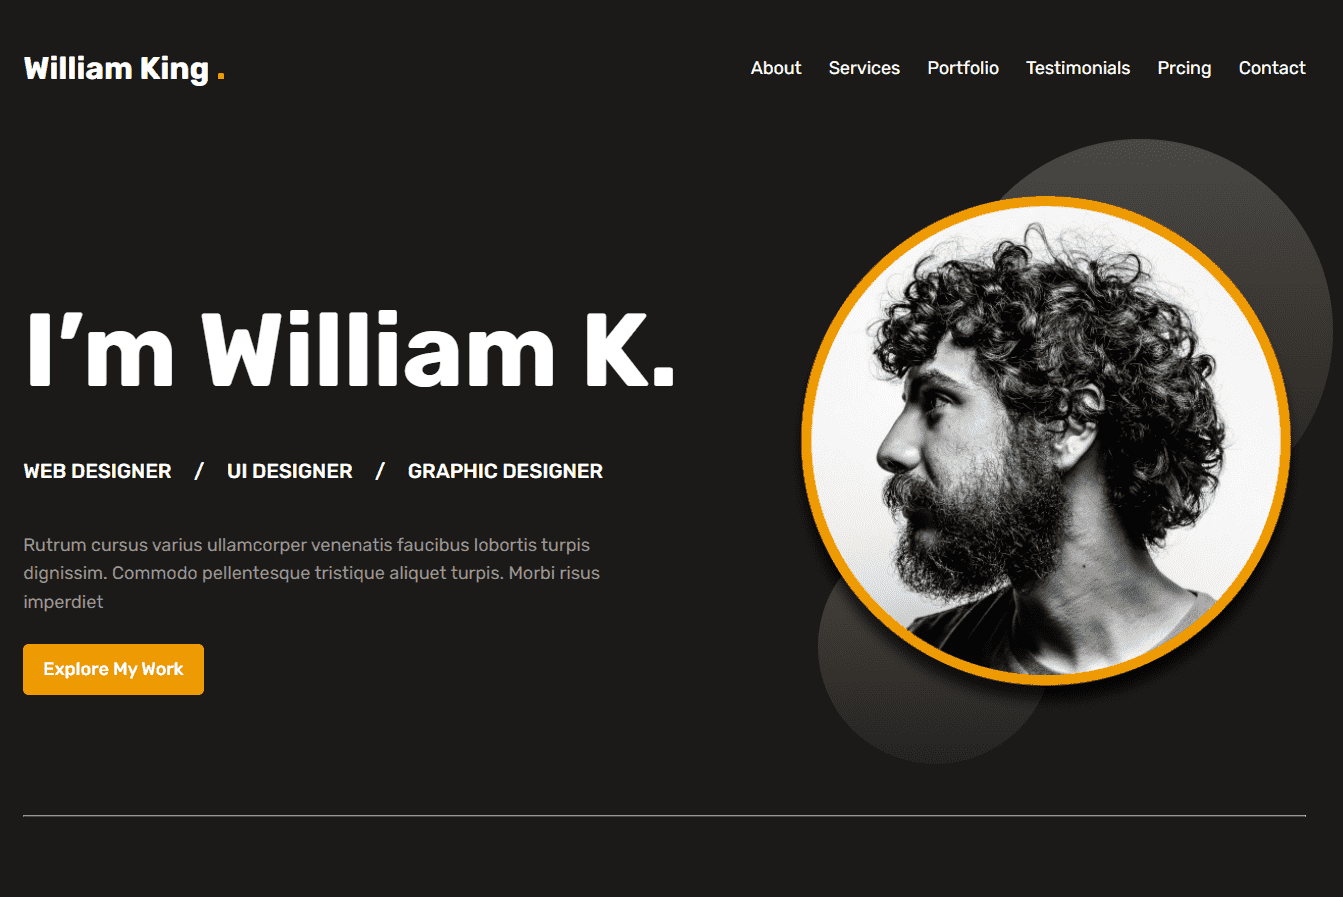 William King .
About Services Portfolio Testimonials Prcing Contact
I’m William K.
WEB DESIGNER / UI DESIGNER / GRAPHIC DESIGNER
Rutrum cursus varius ullamcorper venenatis faucibus lobortis turpis
dignissim. Commodo pellentesque tristique aliquet turpis. Morbi risus
imperdiet
Explore My Work